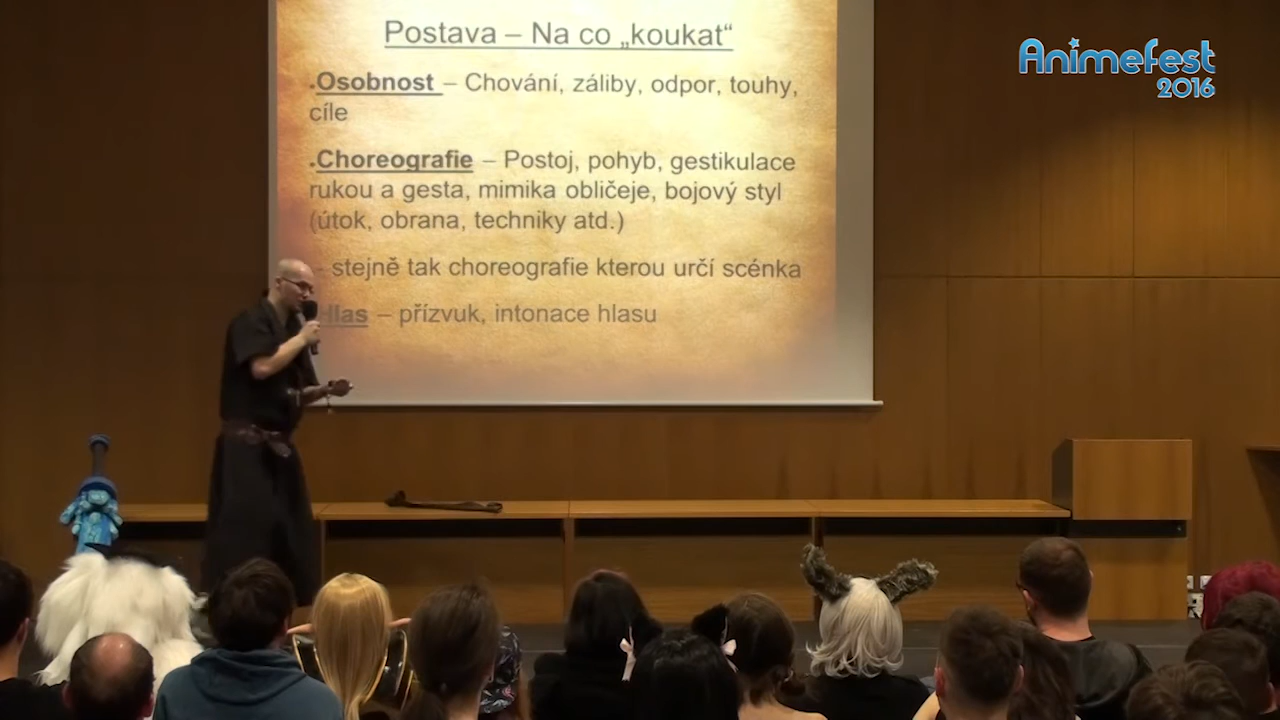 Postava – Na co „koukat“
•Osobnost – Chování, záliby, odpor, touhy,
cíle
•Choreografie – Postoj, pohyb, gestikulace
rukou a gesta, mimika obličeje, bojový styl
(útok, obrana, techniky atd.)
- stejně tak choreografie kterou určí scénka
Hlas – přízvuk, intonace hlasu
Animefest
2016